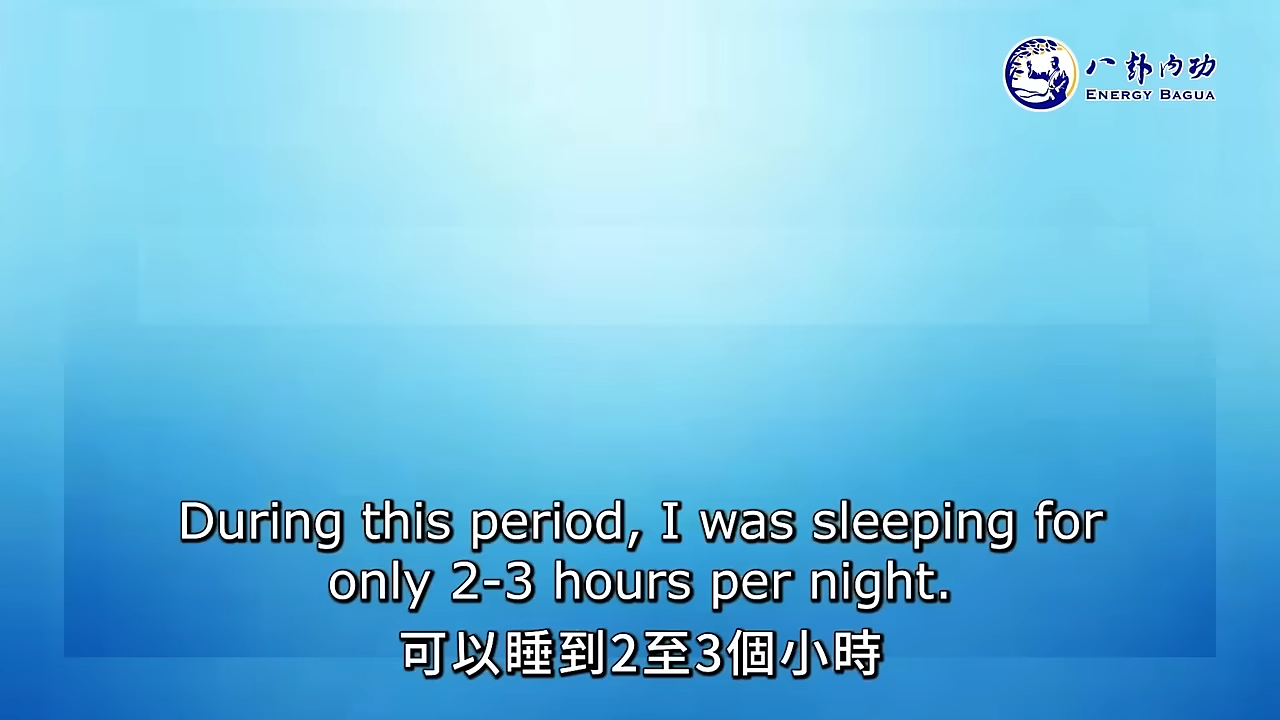 八卦内功
ENERGY BAGUA
During this period, I was sleeping for
only 2-3 hours per night.
可以睡到2至3個小時